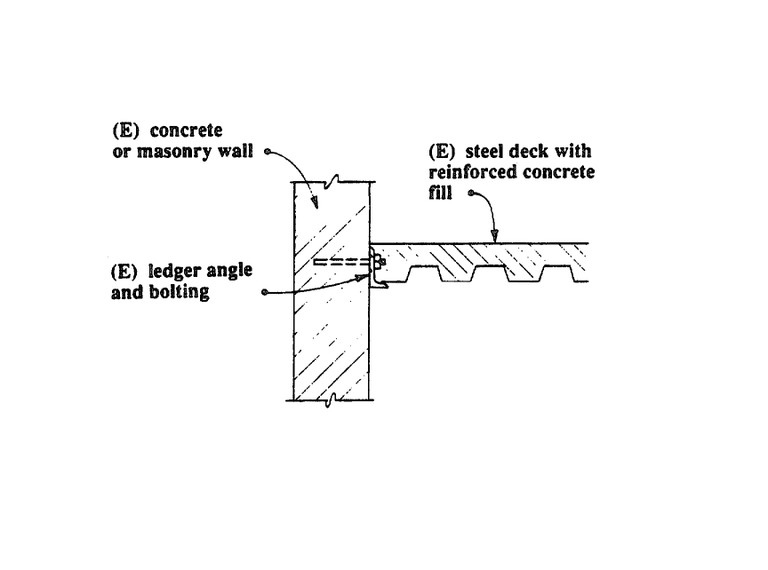 (E) concrete
or masonry wall
(E) steel deck with
reinforced concrete
fill
(E) ledger angle
and bolting